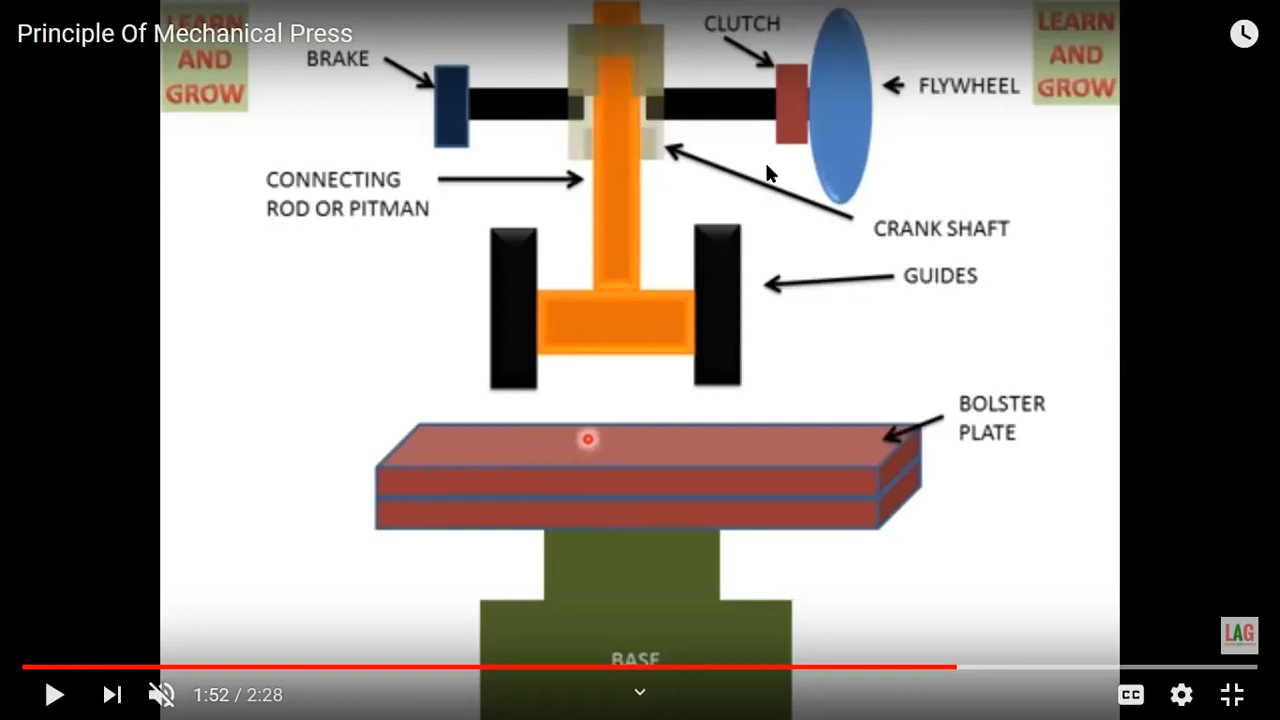 Principle Of Mechanical Press
LEARN
AND
GROW
BRAKE
CLUTCH
FLYWHEEL
LEARN
AND
GROW
CONNECTING
ROD OR PITMAN
CRANK SHAFT
GUIDES
BOLSTER
PLATE
BASE
LAG
1:52 / 2:28
CC